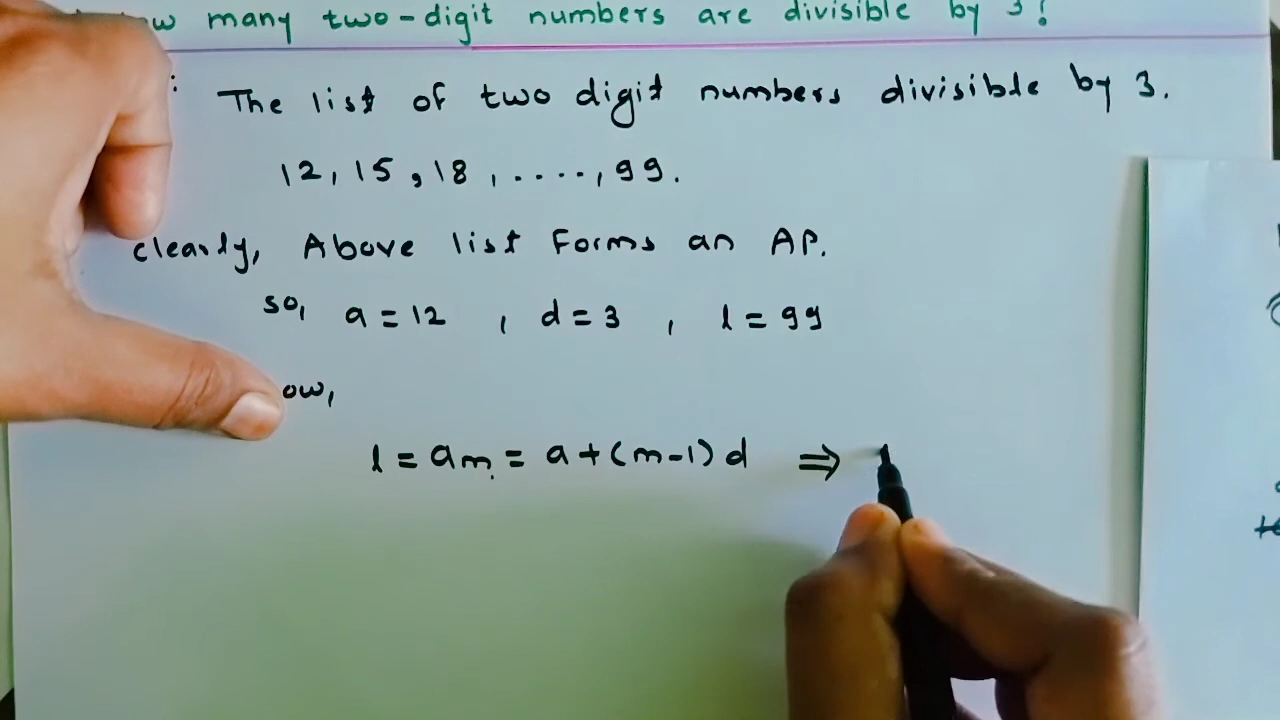 many two-digit numbers are divisible by 3?
The list of two digit numbers divisible by 3.
12, 15, 18, ...., 99.
clearly, Above list Forms an AP.
so, a = 12 , d = 3 , l = 99
l = am = a + (m-1) d ⇒